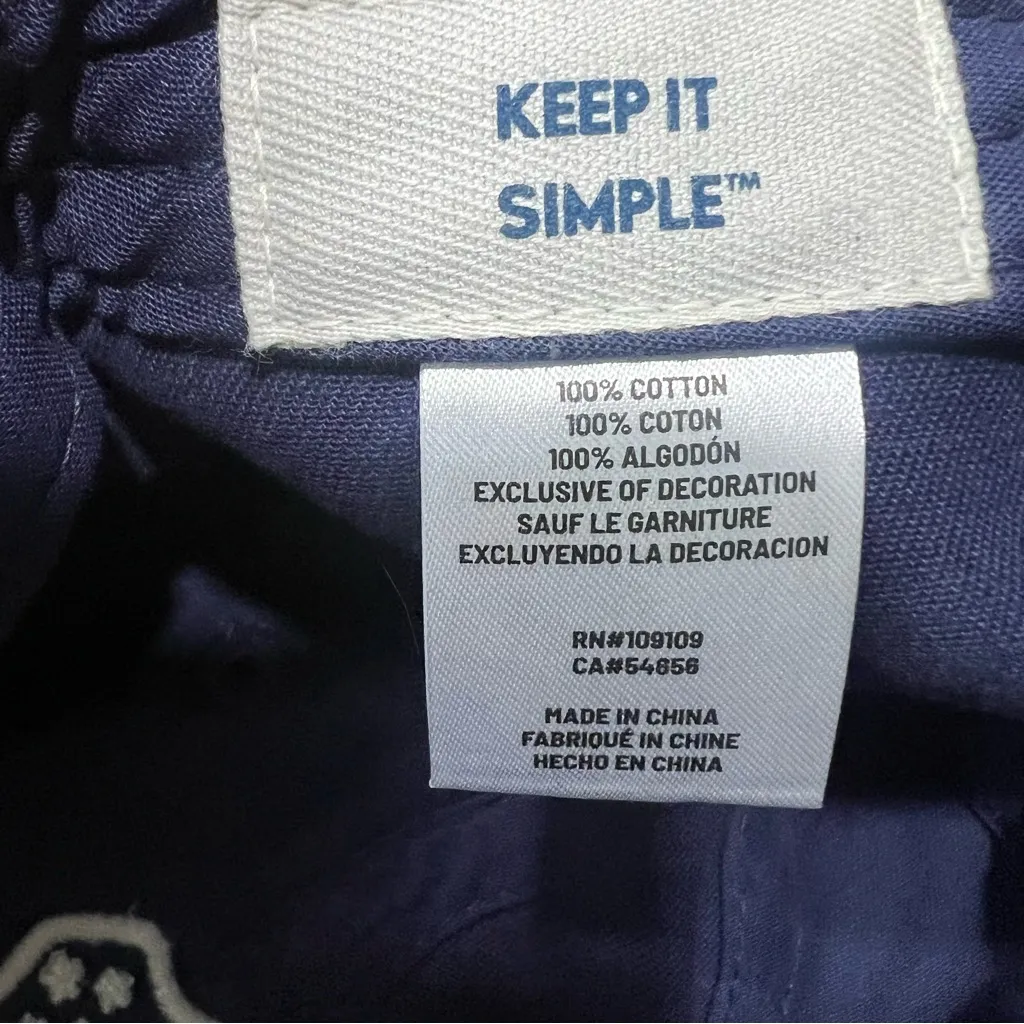 KEEP IT
SIMPLE™
100% COTTON
100% COTON
100% ALGODÓN
EXCLUSIVE OF DECORATION
SAUF LE GARNITURE
EXCLUYENDO LA DECORACION
RN#109109
CA#54656
MADE IN CHINA
FABRIQUÉ IN CHINE
HECHO EN CHINA